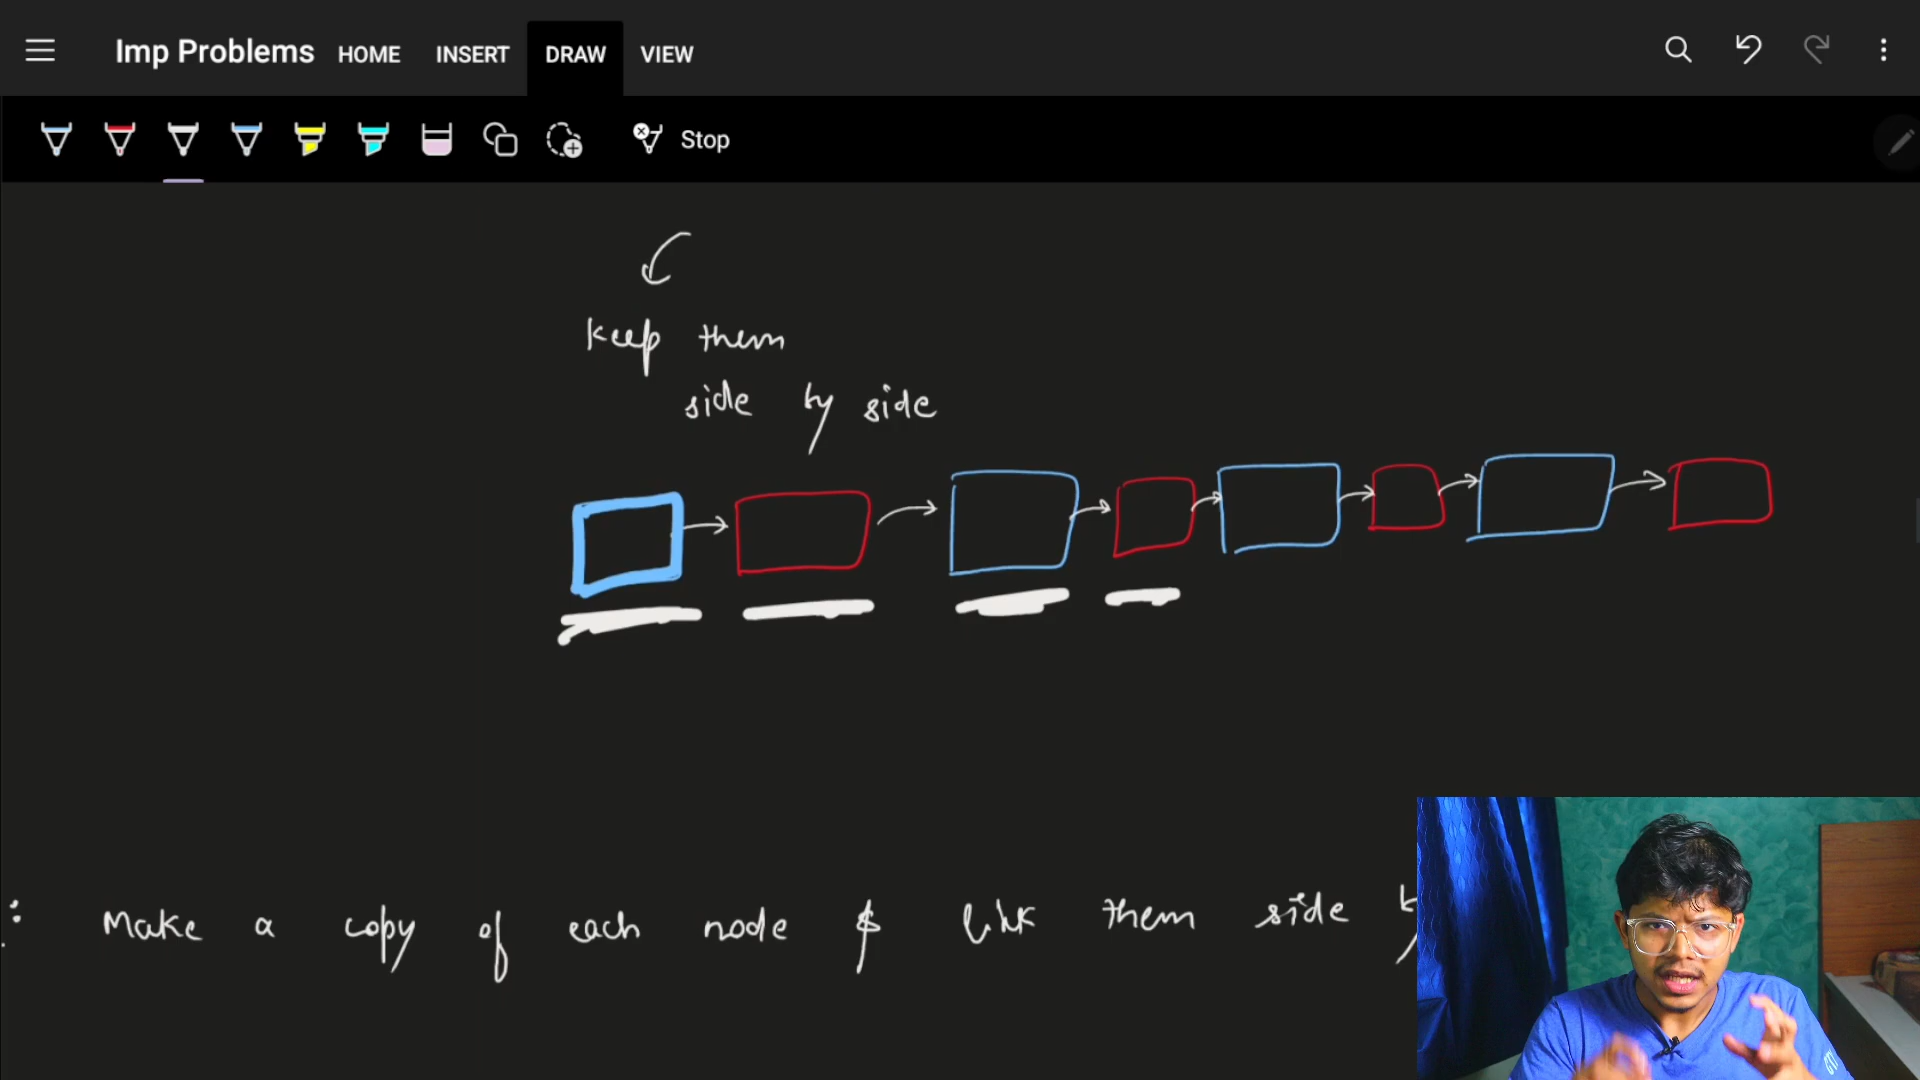 Imp Problems HOME INSERT DRAW VIEW
Stop
Keep them
side by side
: Make a copy of each node & link them side